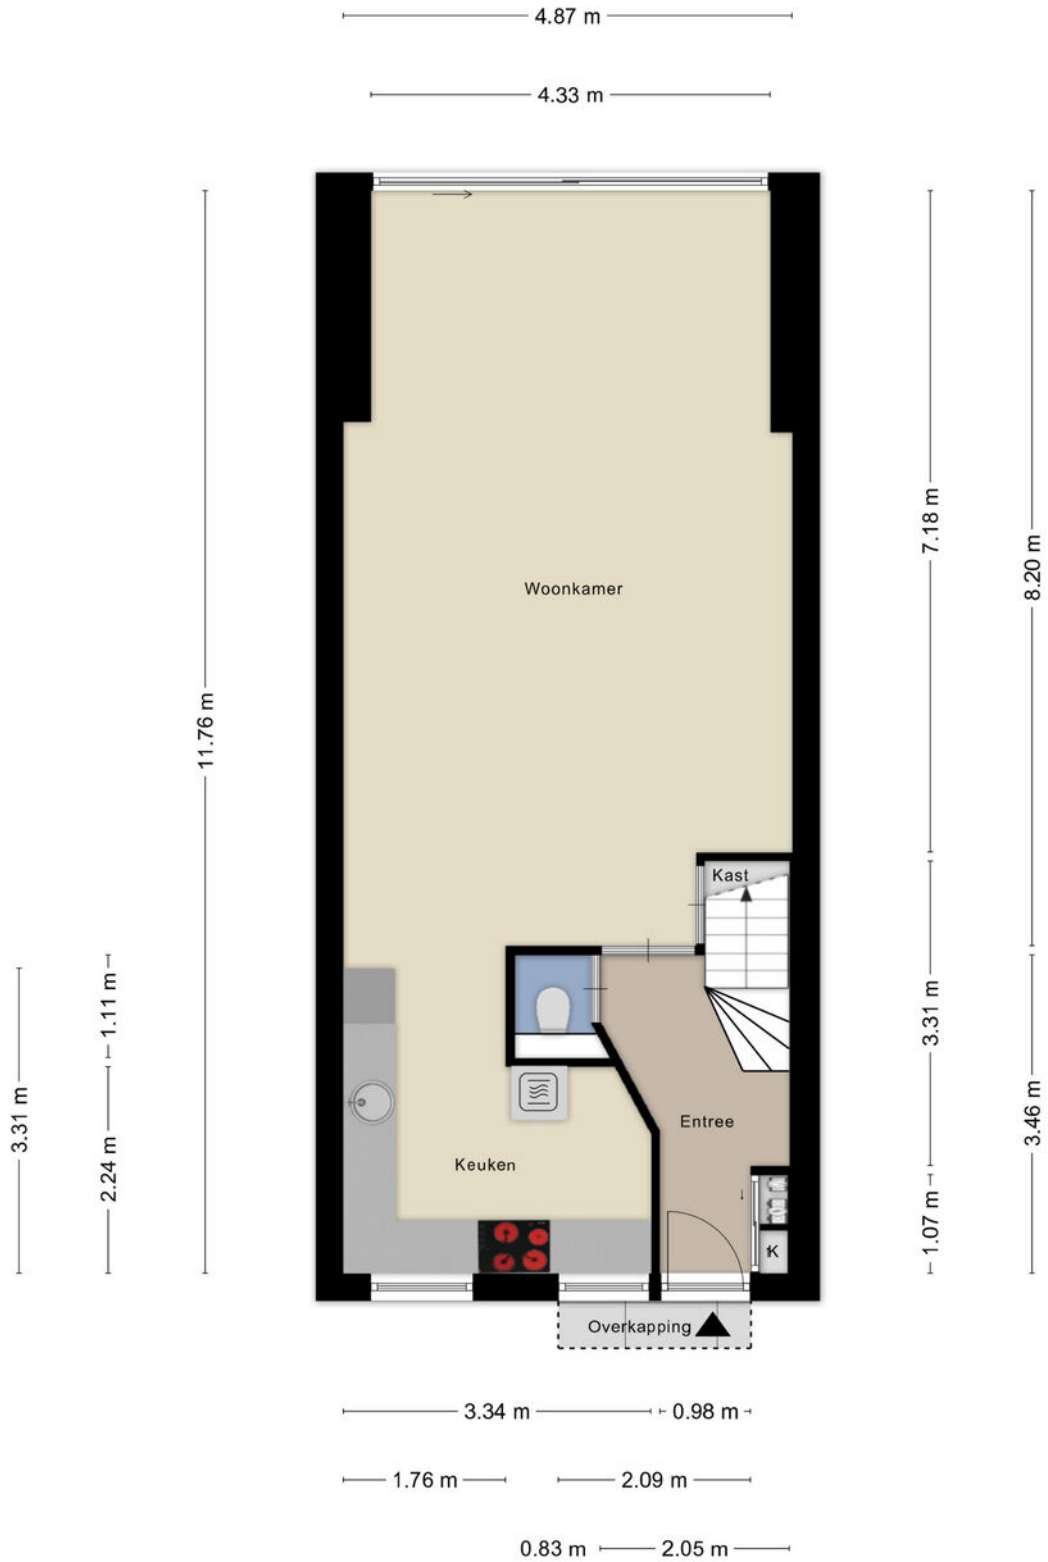 4.87 m
4.33 m
7.18 m
8.20 m
Woonkamer
11.76 m
Kast
1.11 m
3.31 m
3.31 m
2.24 m
3.46 m
Entree
Keuken
1.07 m
K
Overkapping
3.34 m
0.98 m
1.76 m
2.09 m
0.83 m
2.05 m